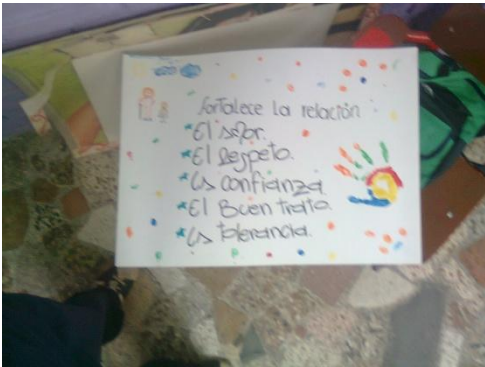 fortalece la relación:
*El amor.
*El Respeto.
*La confianza
*El Buen trato.
*La tolerancia.